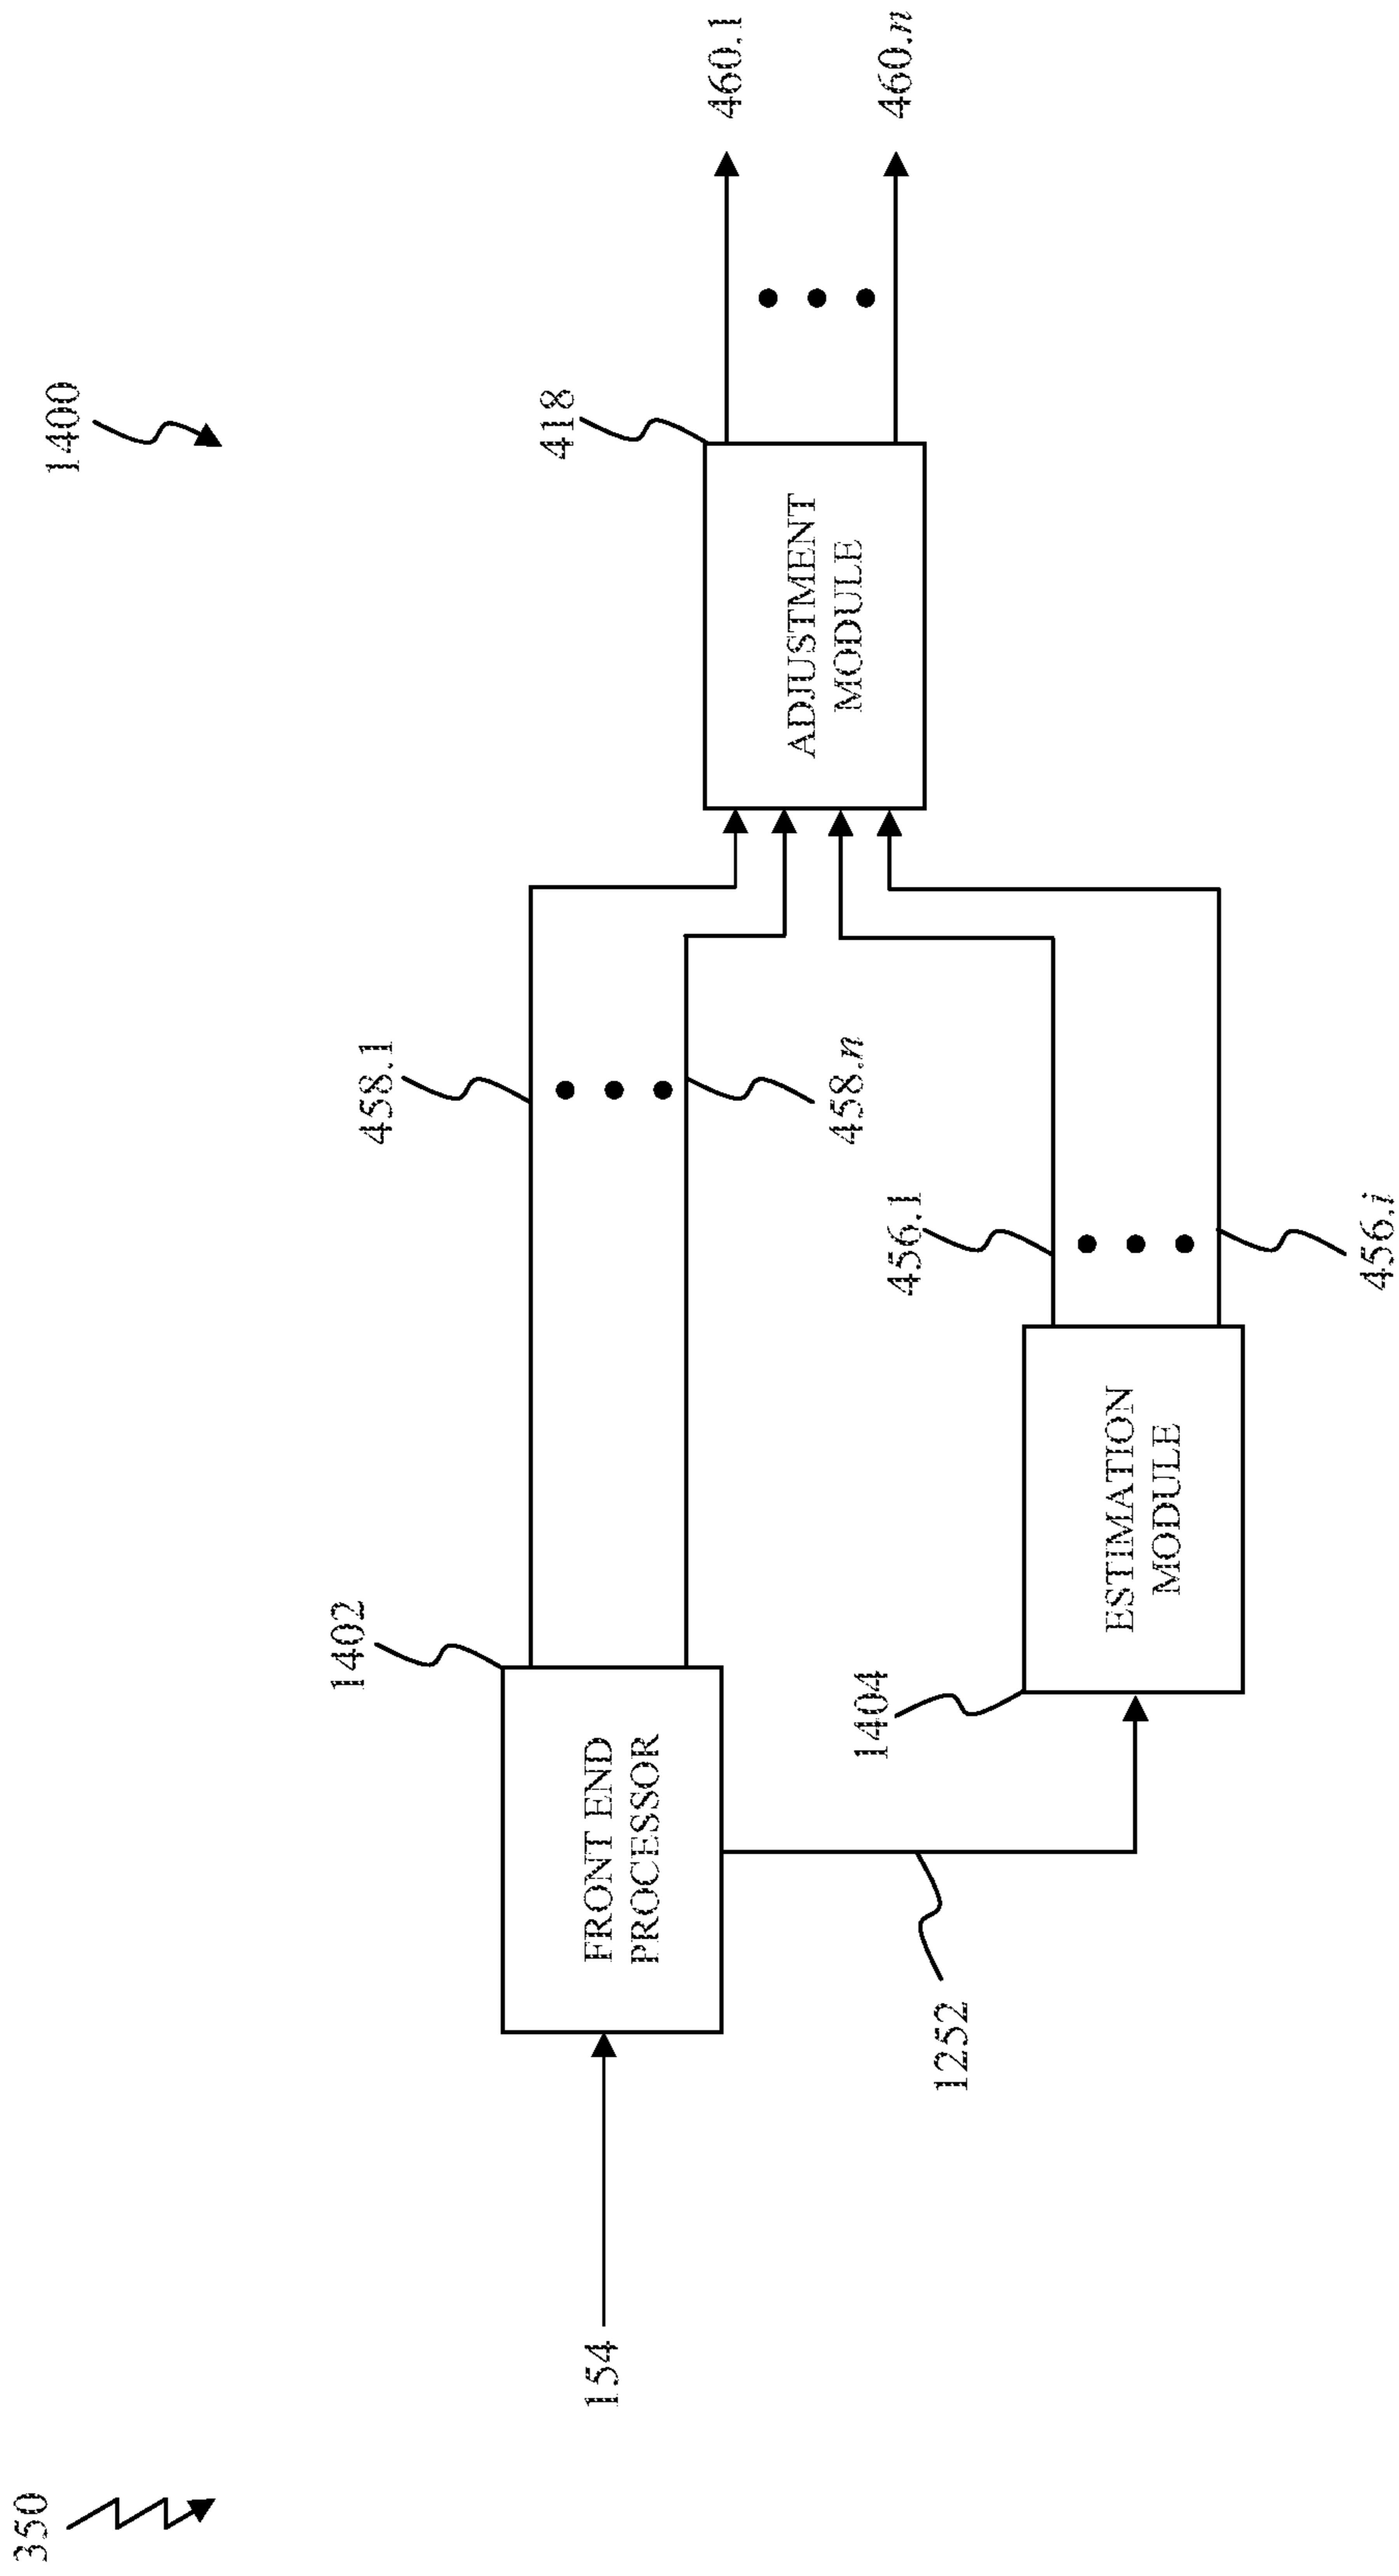 1400
350
154
FRONT END
PROCESSOR
1402
1252
458.1
458.n
ESTIMATION
MODULE
1404
456.1
456.i
ADJUSTMENT
MODULE
418
460.1
460.n